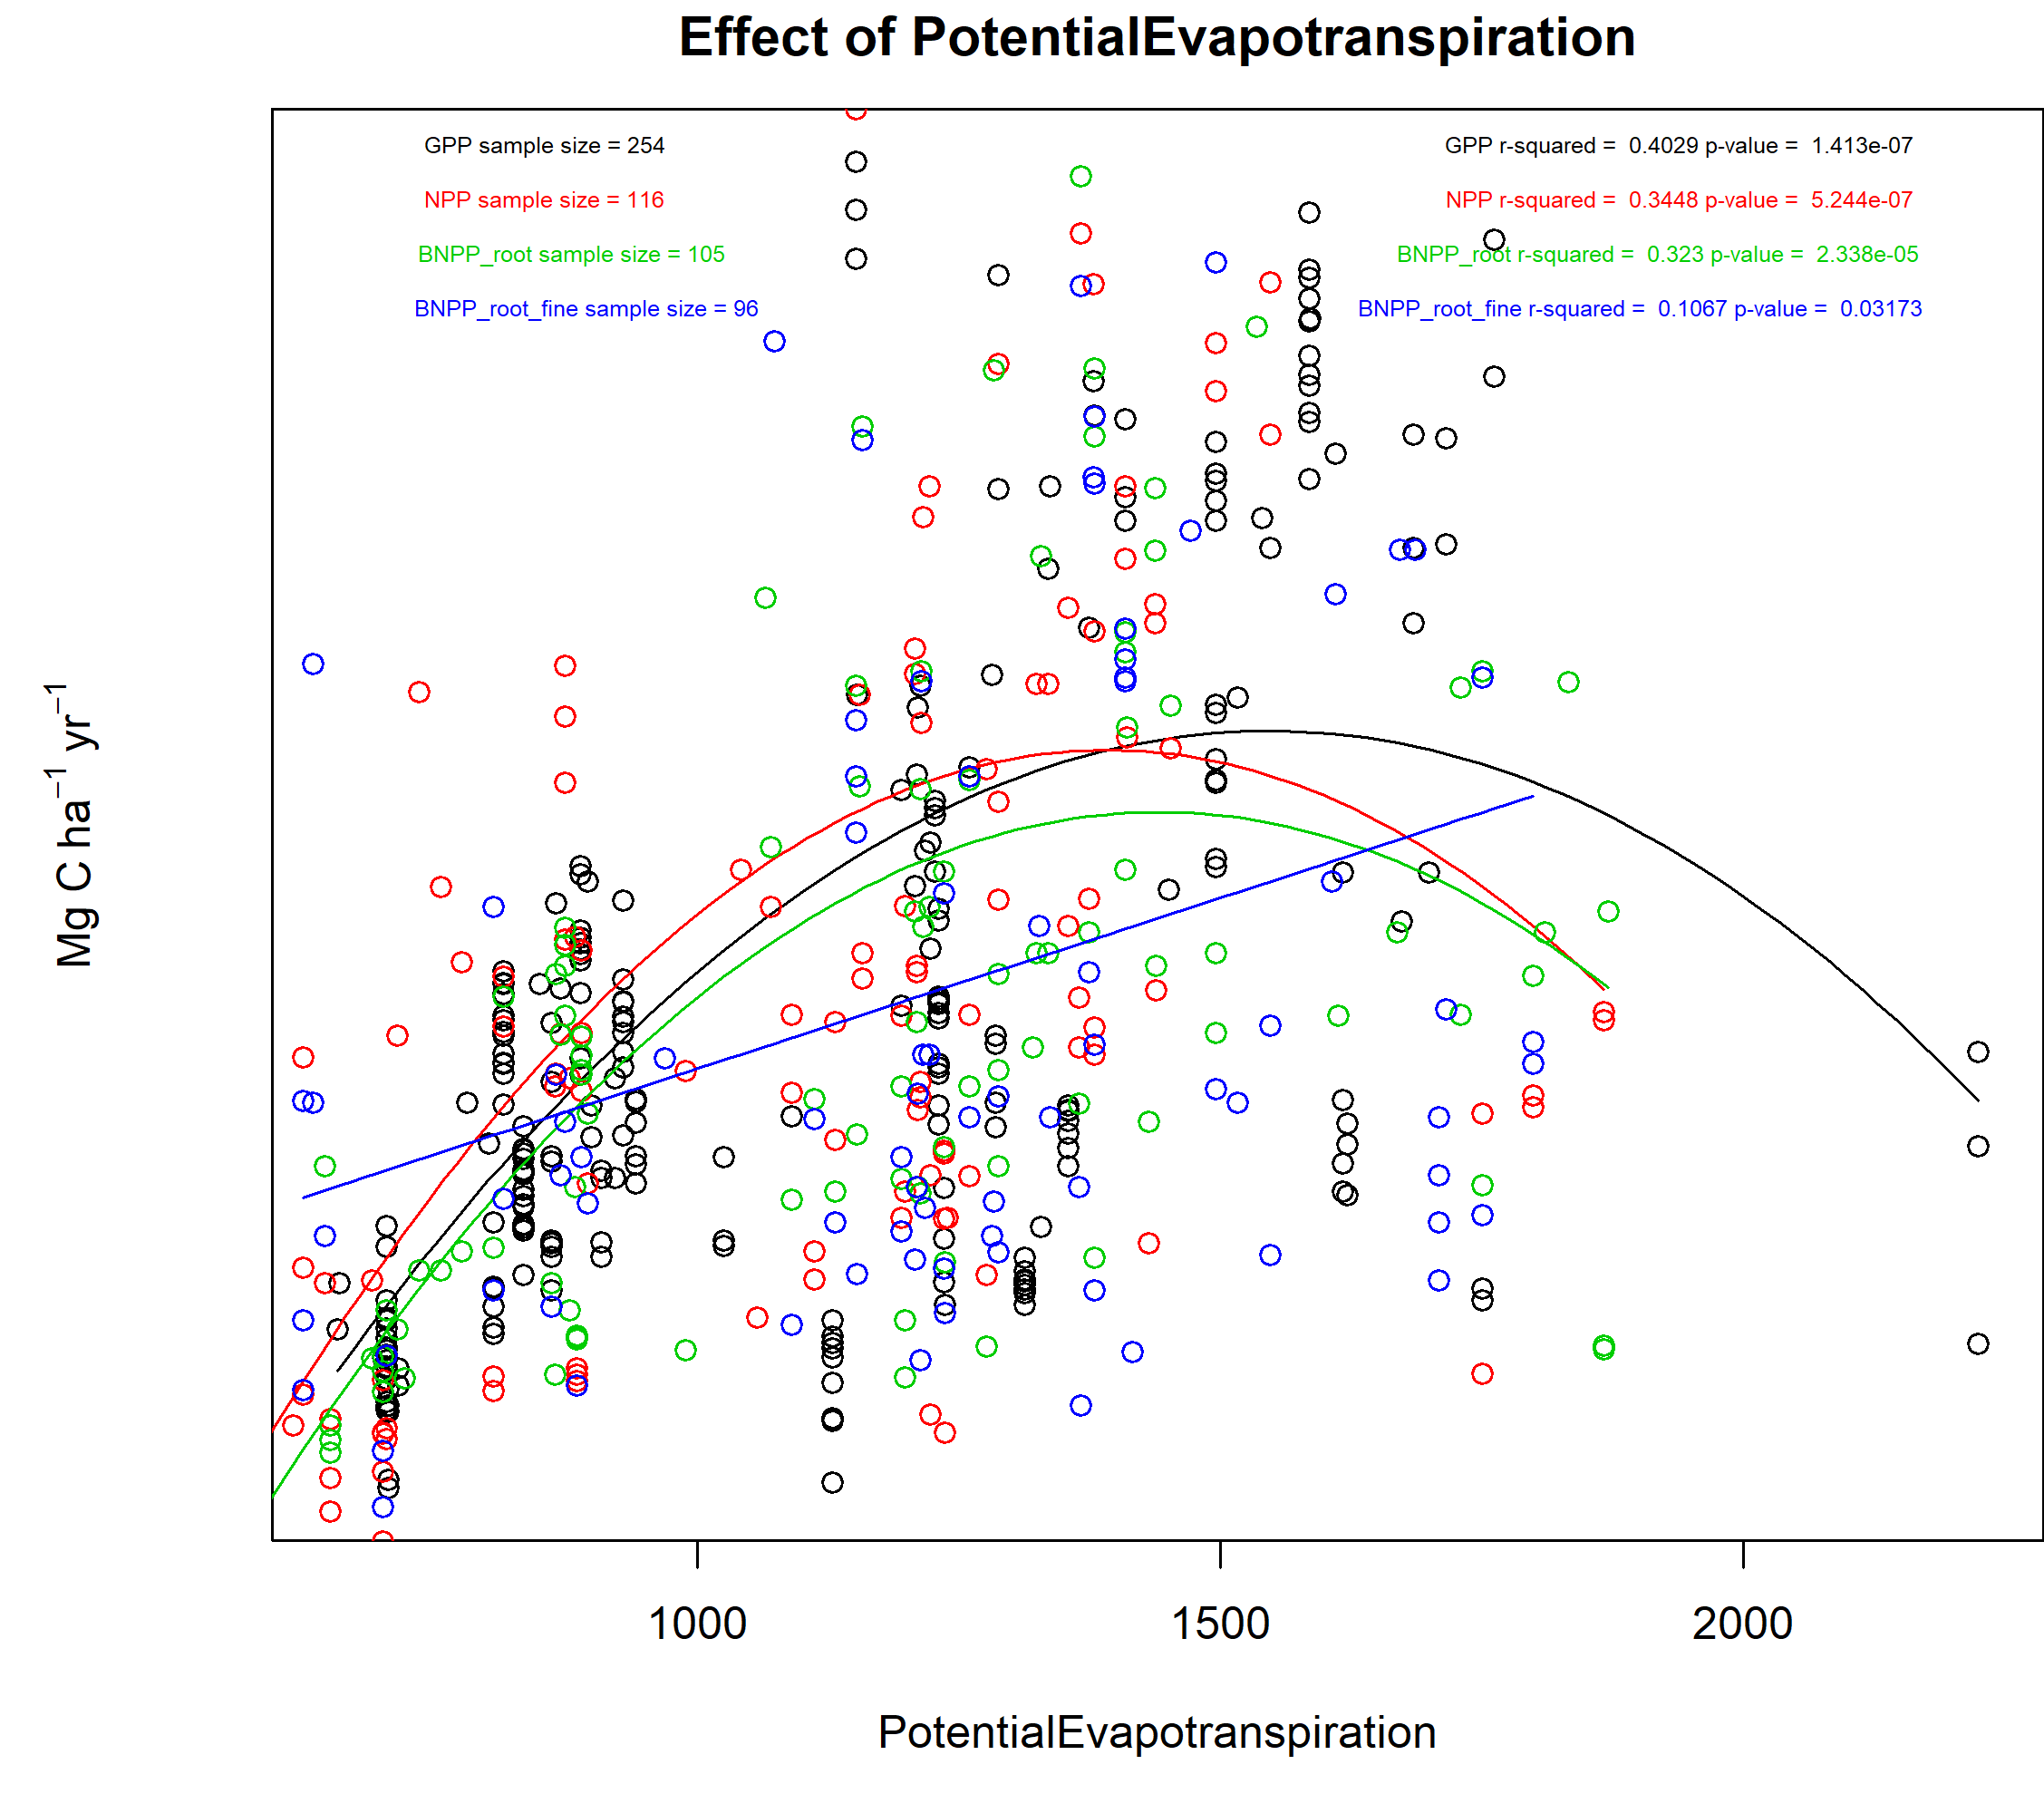 Effect of PotentialEvapotranspiration
GPP sample size = 254
NPP sample size = 116
BNPP_root sample size = 105
BNPP_root_fine sample size = 96
GPP r-squared = 0.4029 p-value = 1.413e-07
NPP r-squared = 0.3448 p-value = 5.244e-07
BNPP_root r-squared = 0.323 p-value = 2.338e-05
BNPP_root_fine r-squared = 0.1067 p-value = 0.03173
Mg C ha⁻¹ yr⁻¹
1000 1500 2000
PotentialEvapotranspiration